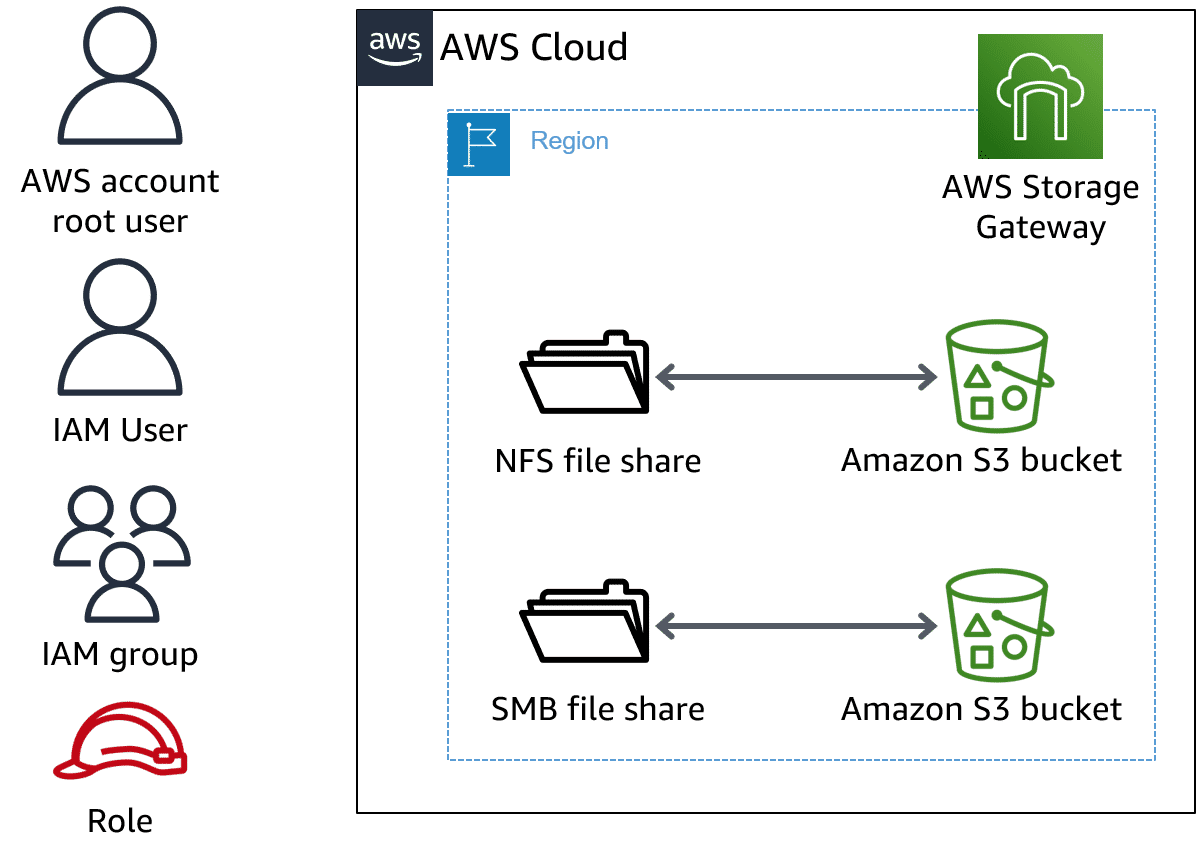 AWS account
root user
IAM User
IAM group
Role
aws
AWS Cloud
Region
AWS Storage
Gateway
NFS file share
Amazon S3 bucket
SMB file share
Amazon S3 bucket